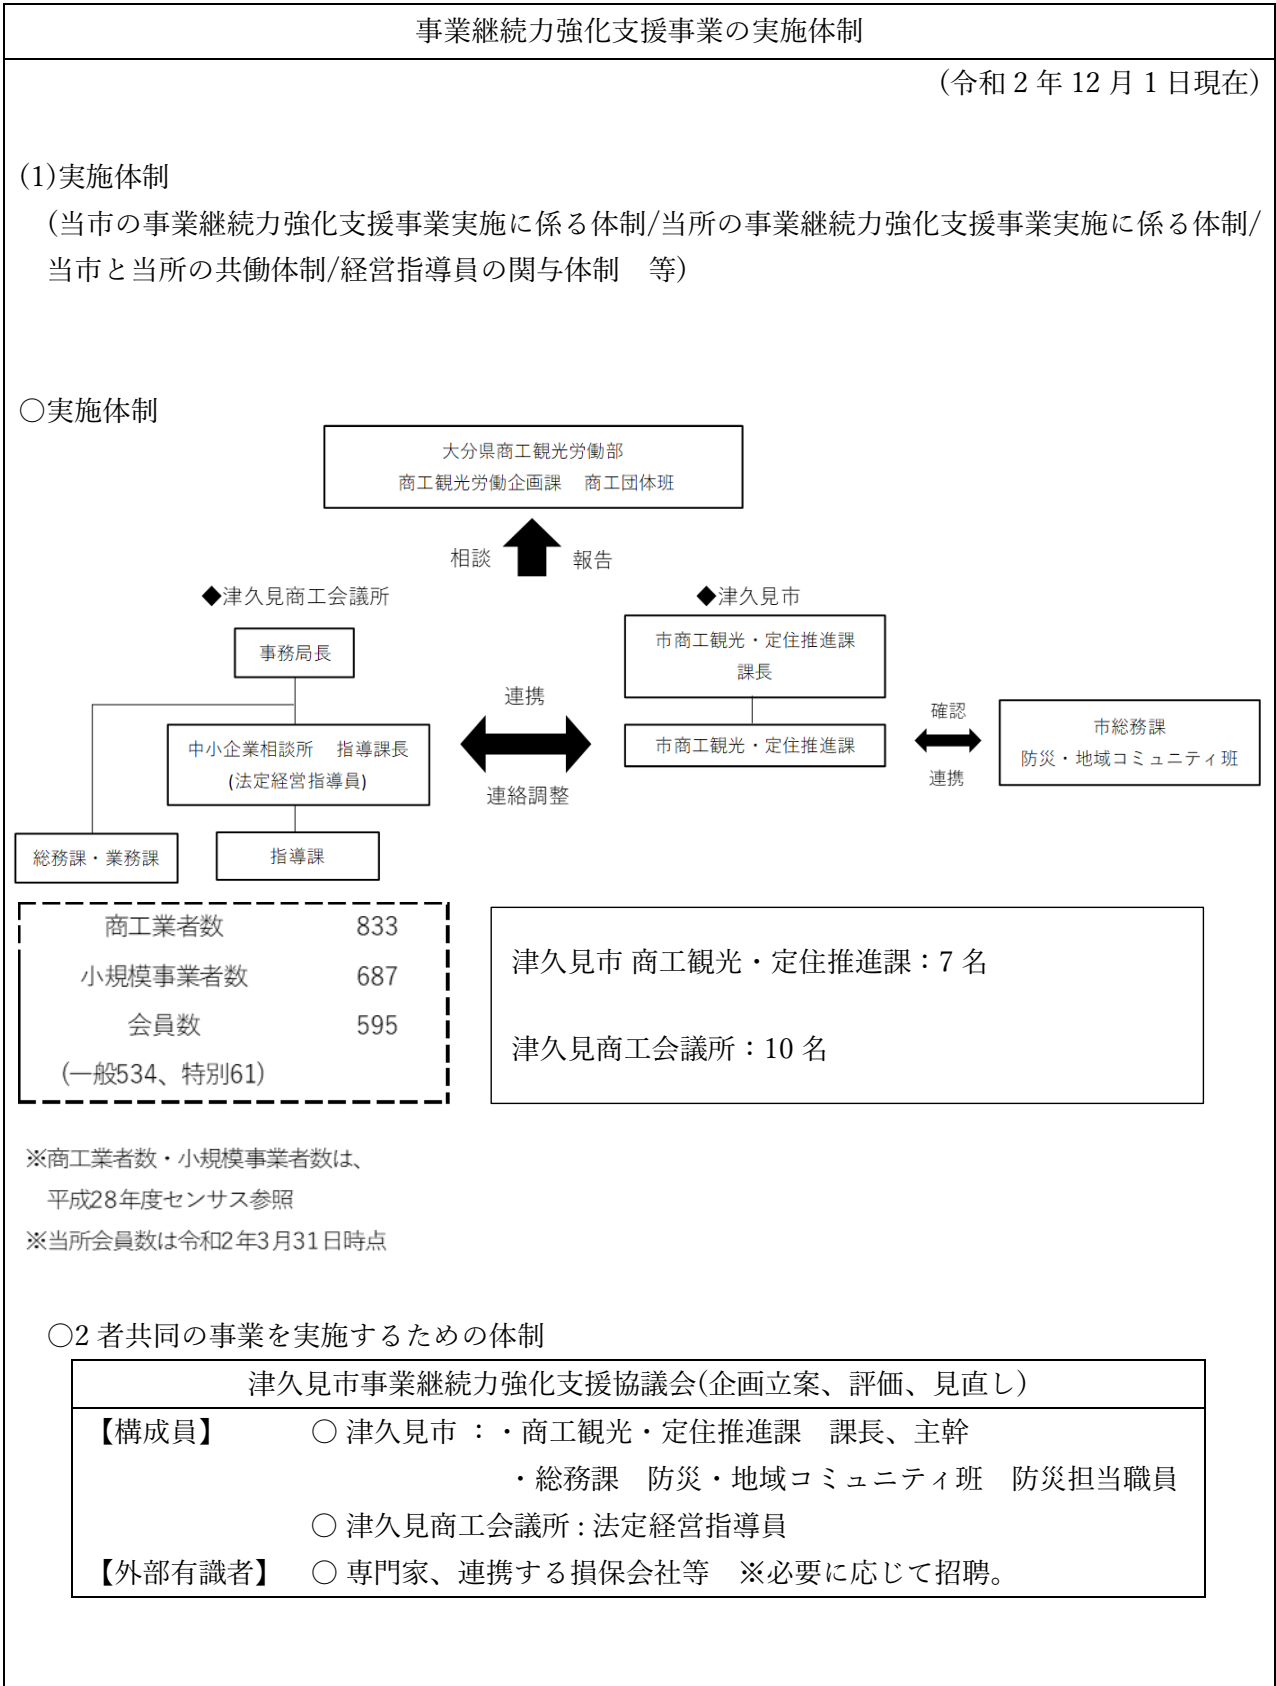 事業継続力強化支援事業の実施体制
(令和 2 年 12 月 1 日現在)
(1)実施体制
(当市の事業継続力強化支援事業実施に係る体制/当所の事業継続力強化支援事業実施に係る体制/
当市と当所の共働体制/経営指導員の関与体制　等)
○実施体制
大分県商工観光労働部
商工観光労働企画課　商工団体班
相談
報告
◆津久見商工会議所
事務局長
中小企業相談所　指導課長
(法定経営指導員)
総務課・業務課
指導課
連携
連絡調整
◆津久見市
市商工観光・定住推進課
課長
市商工観光・定住推進課
確認
連携
市総務課
防災・地域コミュニティ班
商工業者数 833
小規模事業者数 687
会員数 595
(一般534、特別61)
津久見市 商工観光・定住推進課：7 名
津久見商工会議所：10 名
※商工業者数・小規模事業者数は、
平成28年度センサス参照
※当所会員数は令和2年3月31日時点
○2 者共同の事業を実施するための体制
津久見市事業継続力強化支援協議会(企画立案、評価、見直し)
【構成員】 ○ 津久見市 ：・商工観光・定住推進課　課長、主幹
・総務課　防災・地域コミュニティ班　防災担当職員
○ 津久見商工会議所 : 法定経営指導員
【外部有識者】 ○ 専門家、連携する損保会社等　※必要に応じて招聘。